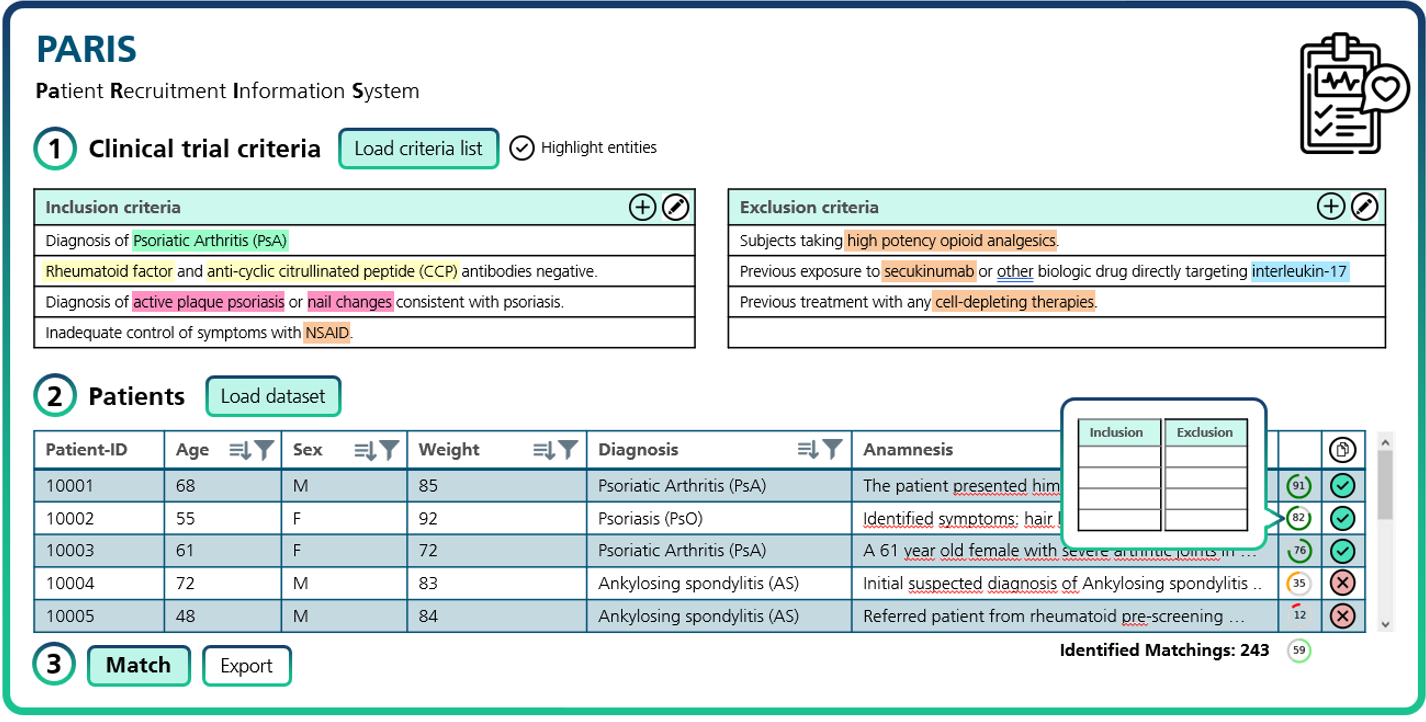 PARIS
Patient Recruitment Information System
1 Clinical trial criteria Load criteria list Highlight entities
Inclusion criteria
Diagnosis of Psoriatic Arthritis (PsA)
Rheumatoid factor and anti-cyclic citrullinated peptide (CCP) antibodies negative.
Diagnosis of active plaque psoriasis or nail changes consistent with psoriasis.
Inadequate control of symptoms with NSAID.
Exclusion criteria
Subjects taking high potency opioid analgesics.
Previous exposure to secukinumab or other biologic drug directly targeting interleukin-17
Previous treatment with any cell-depleting therapies.
2 Patients Load dataset
Inclusion Exclusion
Patient-ID Age Sex Weight Diagnosis Anamnesis
10001 68 M 85 Psoriatic Arthritis (PsA) The patient presented him 91
10002 55 F 92 Psoriasis (PsO) Identified symptoms: hair 82
10003 61 F 72 Psoriatic Arthritis (PsA) A 61 year old female with severe arthritic joints in ... 76
10004 72 M 83 Ankylosing spondylitis (AS) Initial suspected diagnosis of Ankylosing spondylitis .. 35
10005 48 M 84 Ankylosing spondylitis (AS) Referred patient from rheumatoid pre-screening ... 12
3 Match Export
Identified Matchings: 243 59